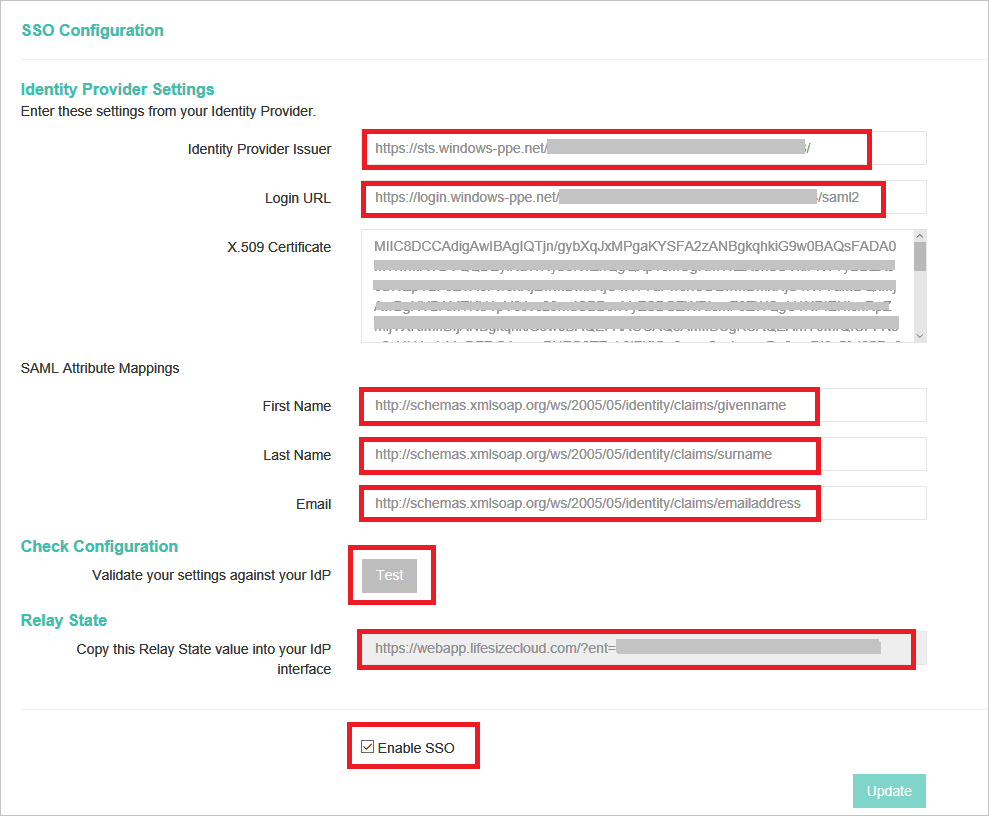 SSO Configuration
Identity Provider Settings
Enter these settings from your Identity Provider.
Identity Provider Issuer
https://sts.windows-ppe.net/
/
Login URL
https://login.windows-ppe.net/
/saml2
X.509 Certificate
MIIC8DCCAdigAwIBAgIQTjn/gybXqJxMPgaKYSFA2zANBgkqhkiG9w0BAQsFADA0
SAML Attribute Mappings
First Name
http://schemas.xmlsoap.org/ws/2005/05/identity/claims/givenname
Last Name
http://schemas.xmlsoap.org/ws/2005/05/identity/claims/surname
Email
http://schemas.xmlsoap.org/ws/2005/05/identity/claims/emailaddress
Check Configuration
Validate your settings against your IdP
Test
Relay State
Copy this Relay State value into your IdP
interface
https://webapp.lifesizecloud.com/?ent=
Enable SSO
Update